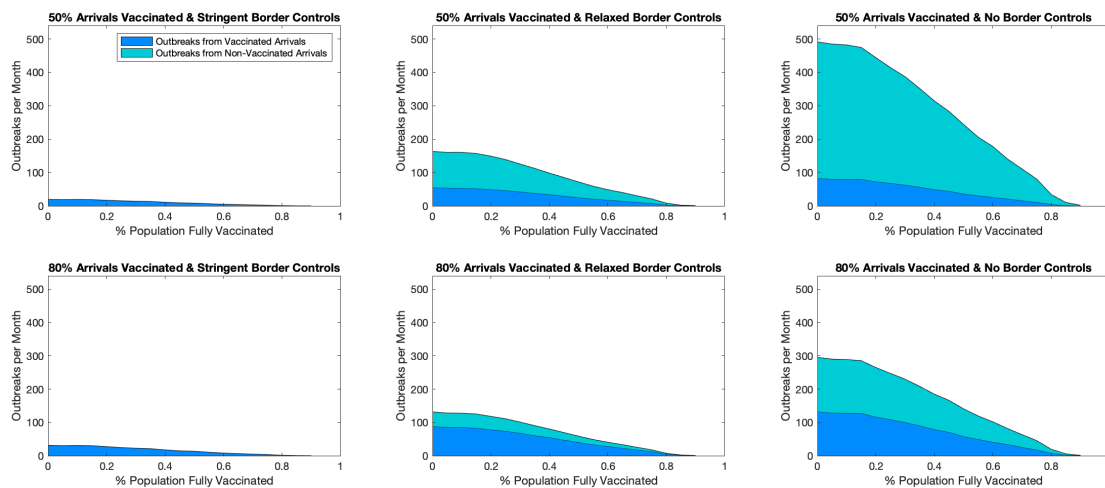 50% Arrivals Vaccinated & Stringent Border Controls
Outbreaks per Month
500
400
300
200
100
0
Outbreaks from Vaccinated Arrivals
Outbreaks from Non-Vaccinated Arrivals
0 0.2 0.4 0.6 0.8 1
% Population Fully Vaccinated
50% Arrivals Vaccinated & Relaxed Border Controls
Outbreaks per Month
500
400
300
200
100
0
0 0.2 0.4 0.6 0.8 1
% Population Fully Vaccinated
50% Arrivals Vaccinated & No Border Controls
Outbreaks per Month
500
400
300
200
100
0
0 0.2 0.4 0.6 0.8 1
% Population Fully Vaccinated
80% Arrivals Vaccinated & Stringent Border Controls
Outbreaks per Month
500
400
300
200
100
0
0 0.2 0.4 0.6 0.8 1
% Population Fully Vaccinated
80% Arrivals Vaccinated & Relaxed Border Controls
Outbreaks per Month
500
400
300
200
100
0
0 0.2 0.4 0.6 0.8 1
% Population Fully Vaccinated
80% Arrivals Vaccinated & No Border Controls
Outbreaks per Month
500
400
300
200
100
0
0 0.2 0.4 0.6 0.8
% Population Fully Vaccinated